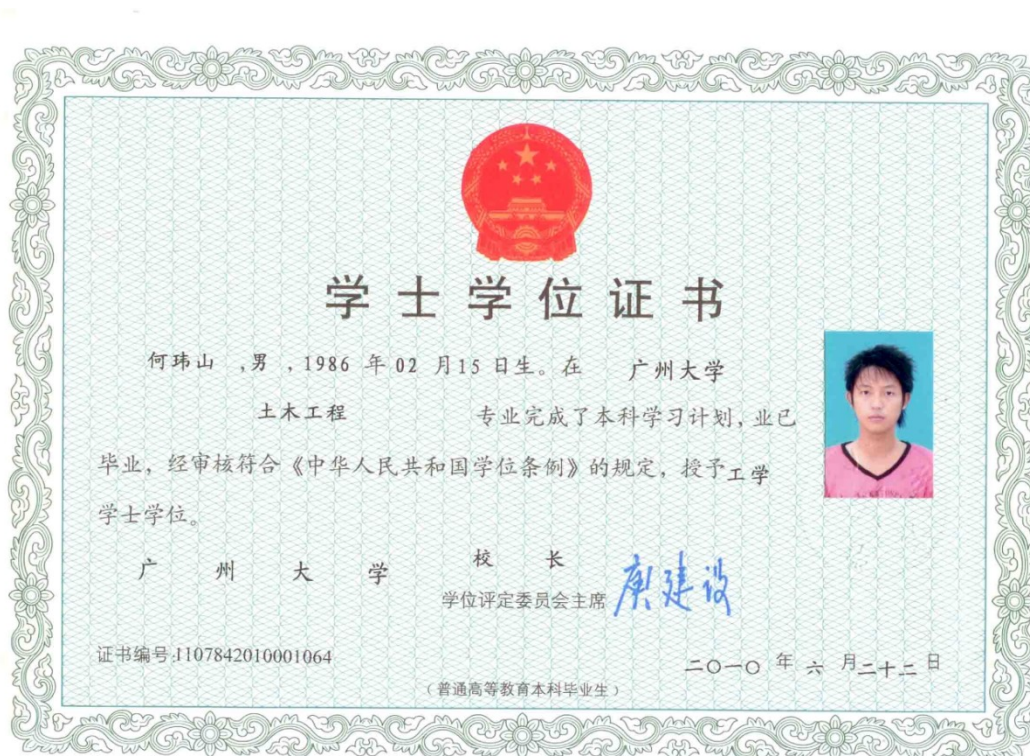 学士学位证书
何玮山 ,男 ,1986 年 02 月 15 日生。在 广州大学
土木工程 专业完成了本科学习计划,业已
毕业,经审核符合《中华人民共和国学位条例》的规定,授予工学
学士学位。
广 州 大 学 校 长
学位评定委员会主席 庾建设
证书编号:1107842010001064
二〇一〇 年 六 月二十二 日
(普通高等教育本科毕业生)